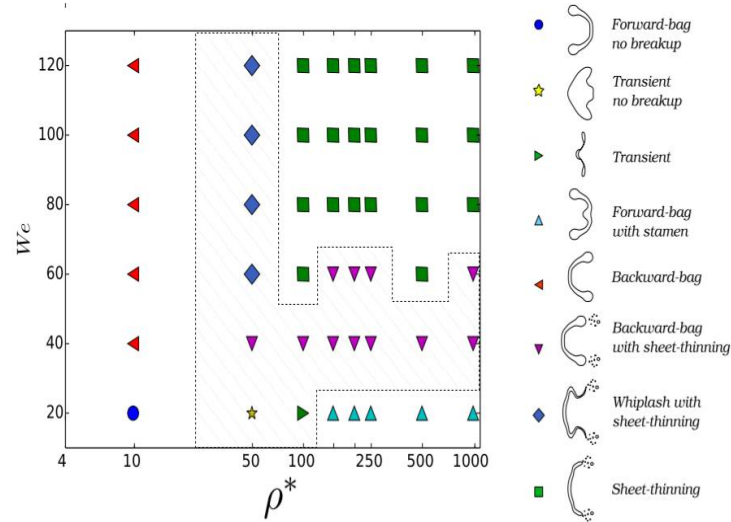 We
120
100
80
60
40
20
4
10
50
100
250
500
1000
ρ*
Forward-bag
no breakup
Transient
no breakup
Transient
Forward-bag
with stamen
Backward-bag
Backward-bag
with sheet-thinning
Whiplash with
sheet-thinning
Sheet-thinning